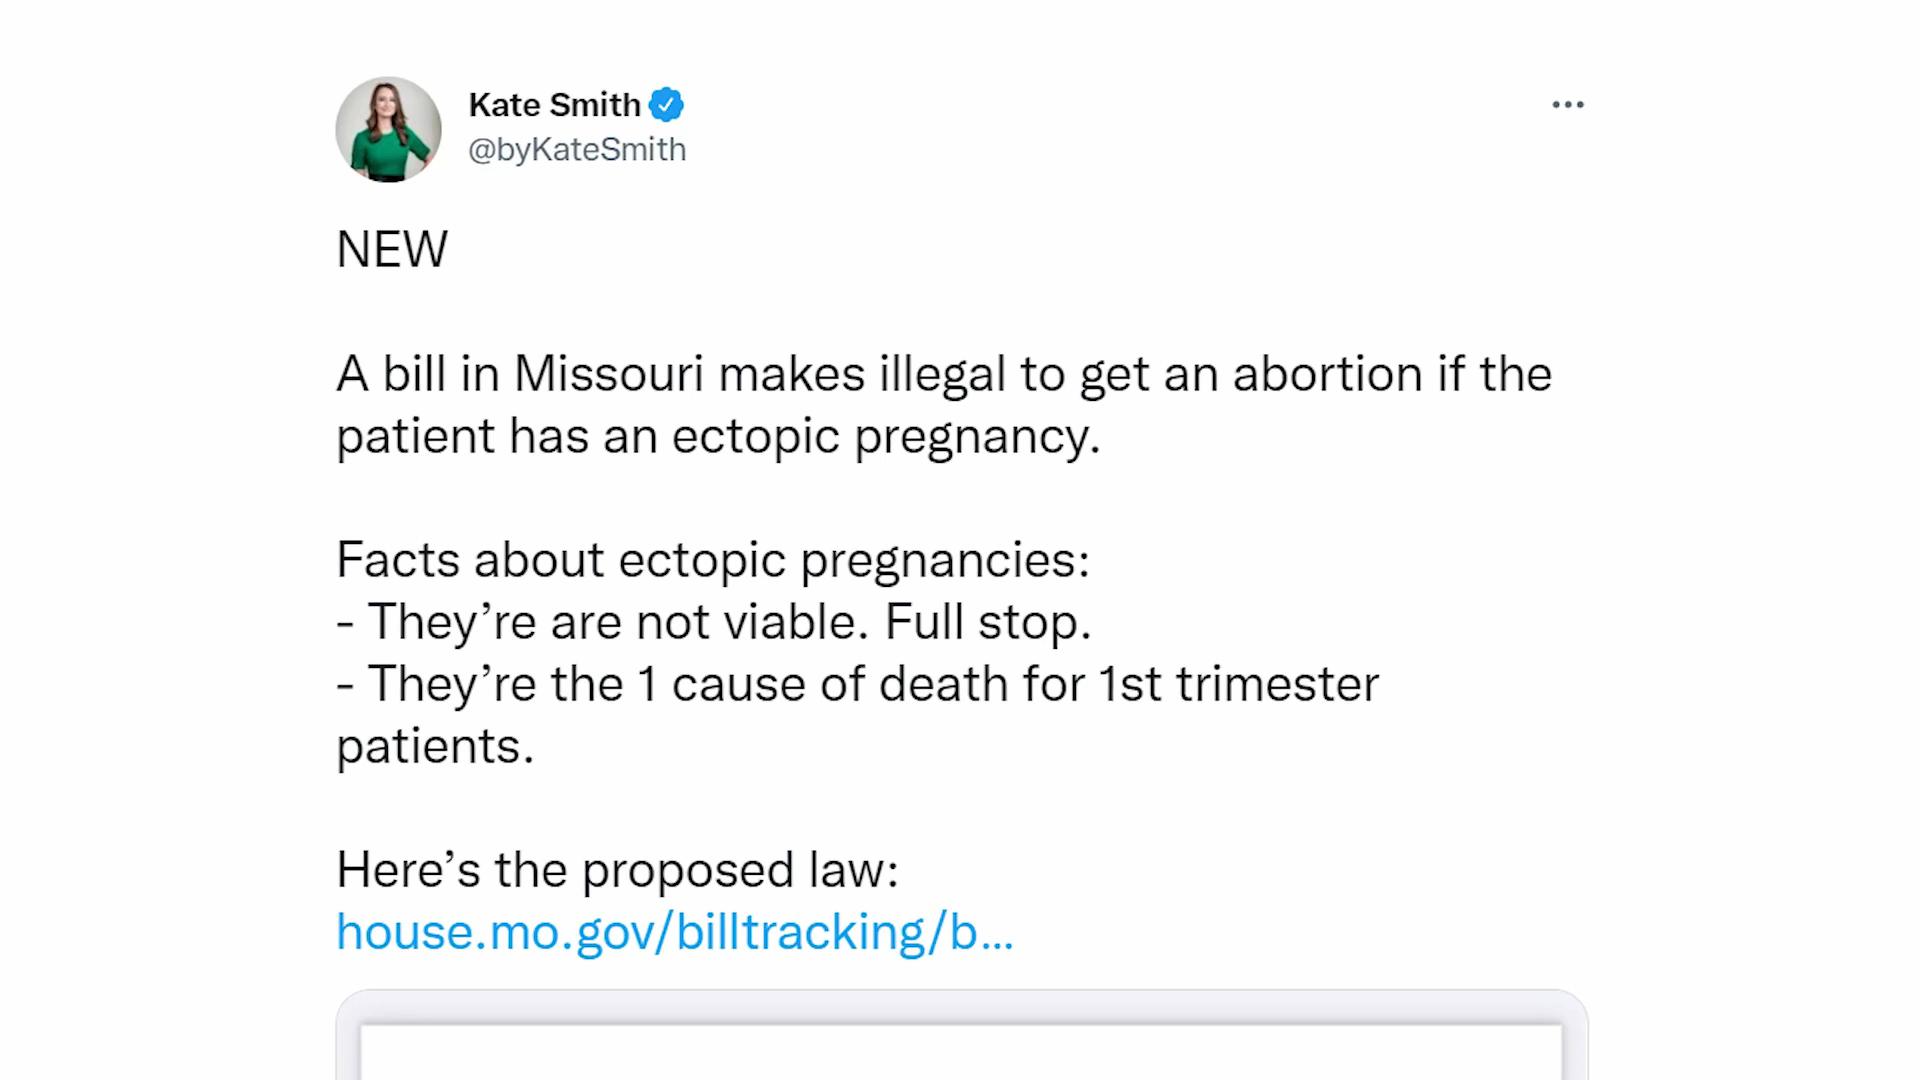 Kate Smith
@byKateSmith
NEW
A bill in Missouri makes illegal to get an abortion if the
patient has an ectopic pregnancy.
Facts about ectopic pregnancies:
- They’re are not viable. Full stop.
- They’re the 1 cause of death for 1st trimester
patients.
Here’s the proposed law:
house.mo.gov/billtracking/b...